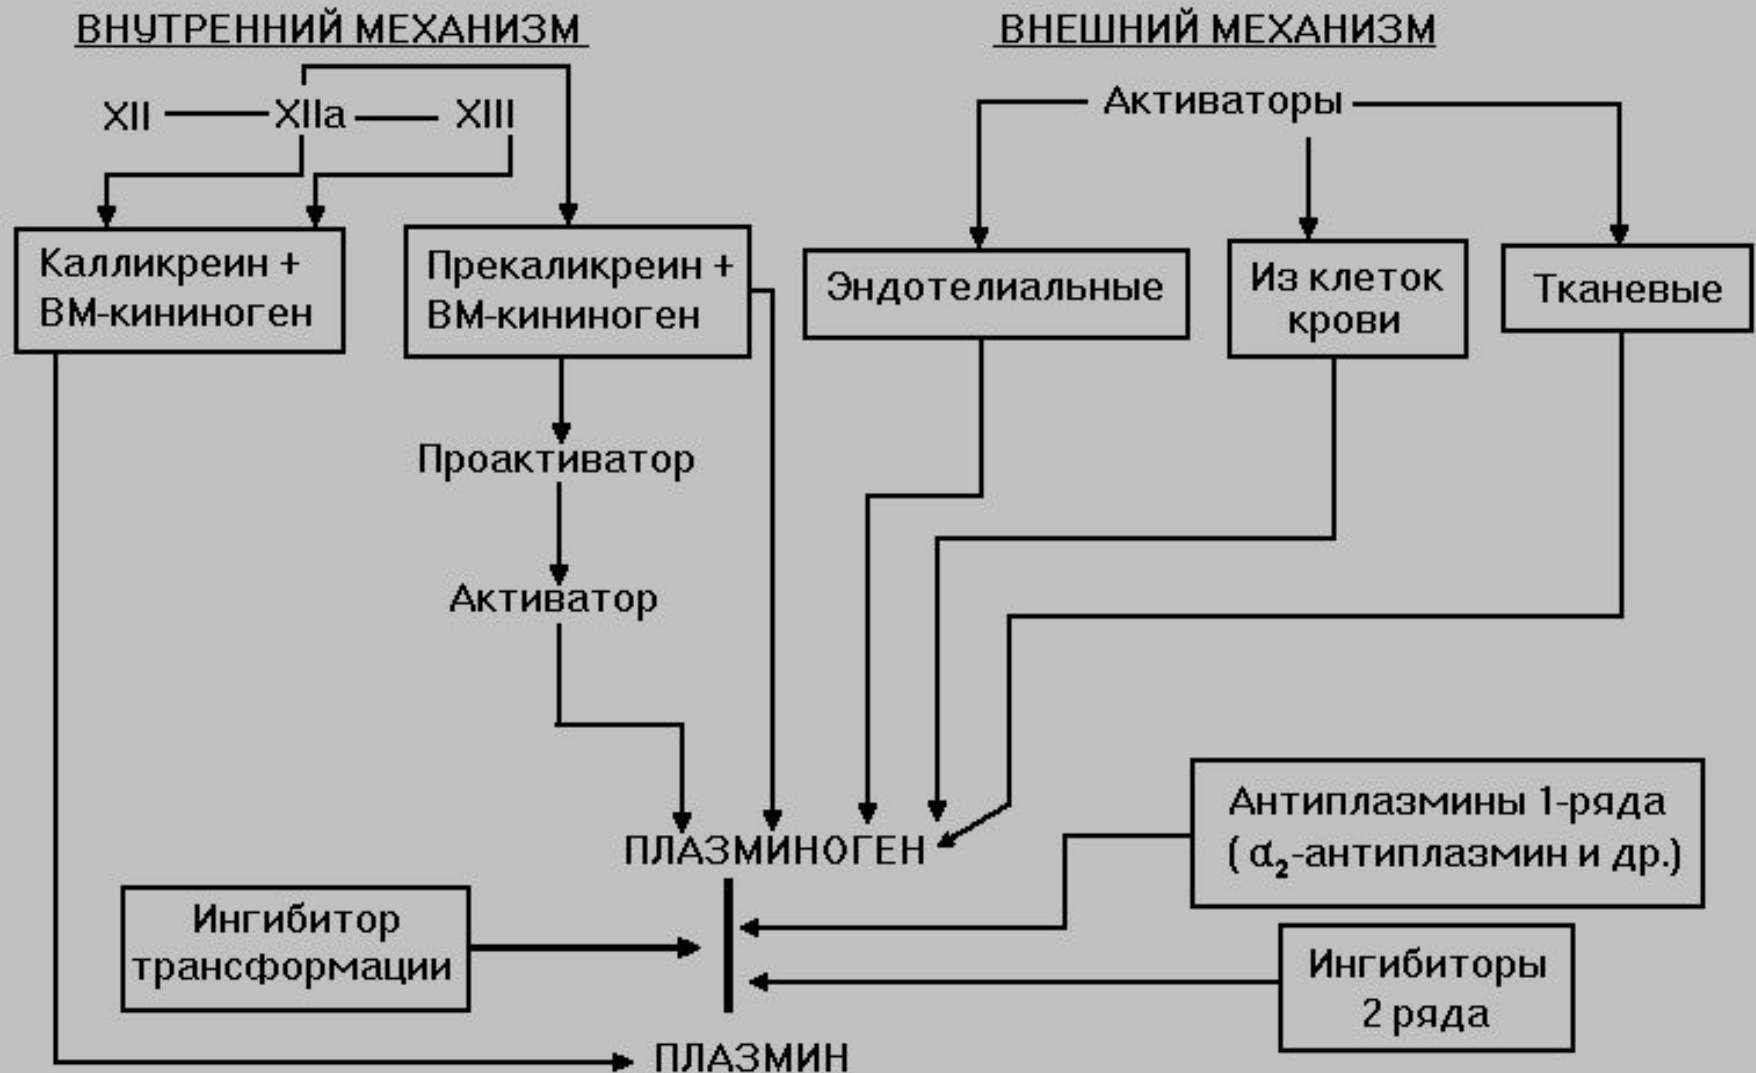 ВНУТРЕННИЙ МЕХАНИЗМ
ВНЕШНИЙ МЕХАНИЗМ
XII
XIIa
XIII
Активаторы
Калликреин +
ВМ-кининоген
Прекаликреин +
ВМ-кининоген
Эндотелиальные
Из клеток
крови
Тканевые
Проактиватор
Активатор
ПЛАЗМИНОГЕН
Антиплазмины 1-ряда
( α₂-антиплазмин и др.)
Ингибитор
трансформации
Ингибиторы
2 ряда
ПЛАЗМИН